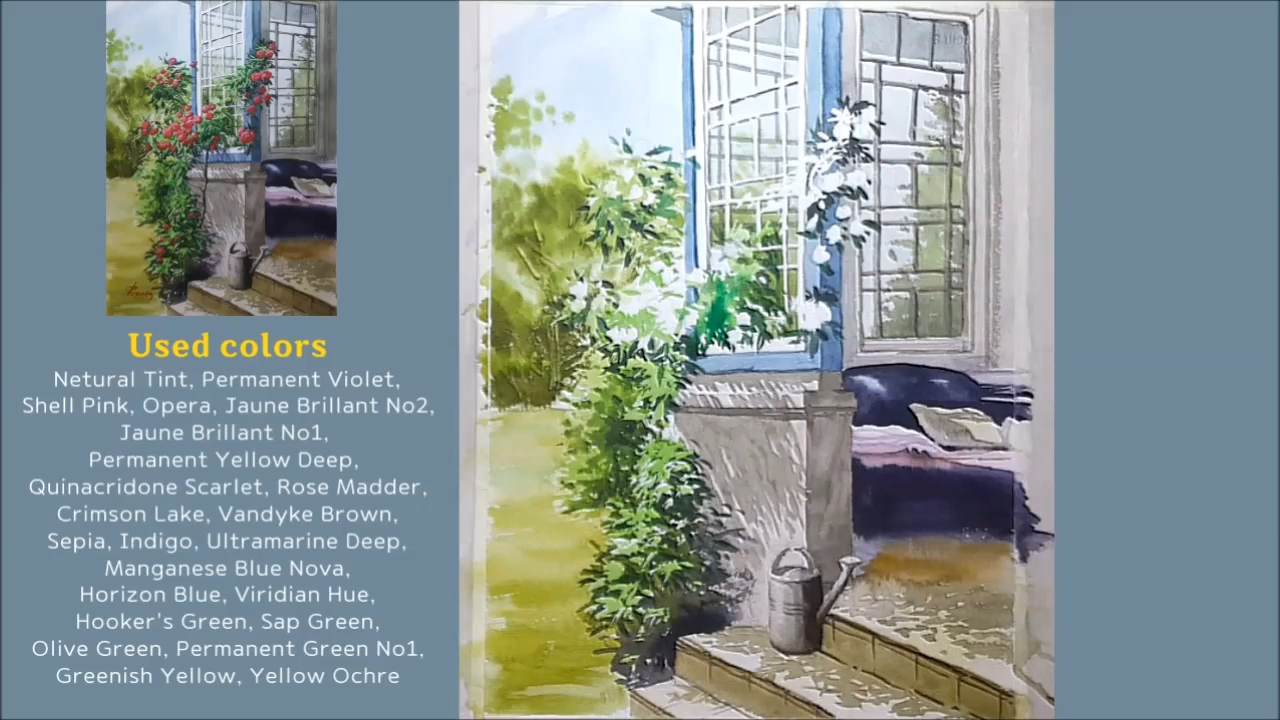 Used colors
Netural Tint, Permanent Violet,
Shell Pink, Opera, Jaune Brillant No2,
Jaune Brillant No1,
Permanent Yellow Deep,
Quinacridone Scarlet, Rose Madder,
Crimson Lake, Vandyke Brown,
Sepia, Indigo, Ultramarine Deep,
Manganese Blue Nova,
Horizon Blue, Viridian Hue,
Hooker's Green, Sap Green,
Olive Green, Permanent Green No1,
Greenish Yellow, Yellow Ochre